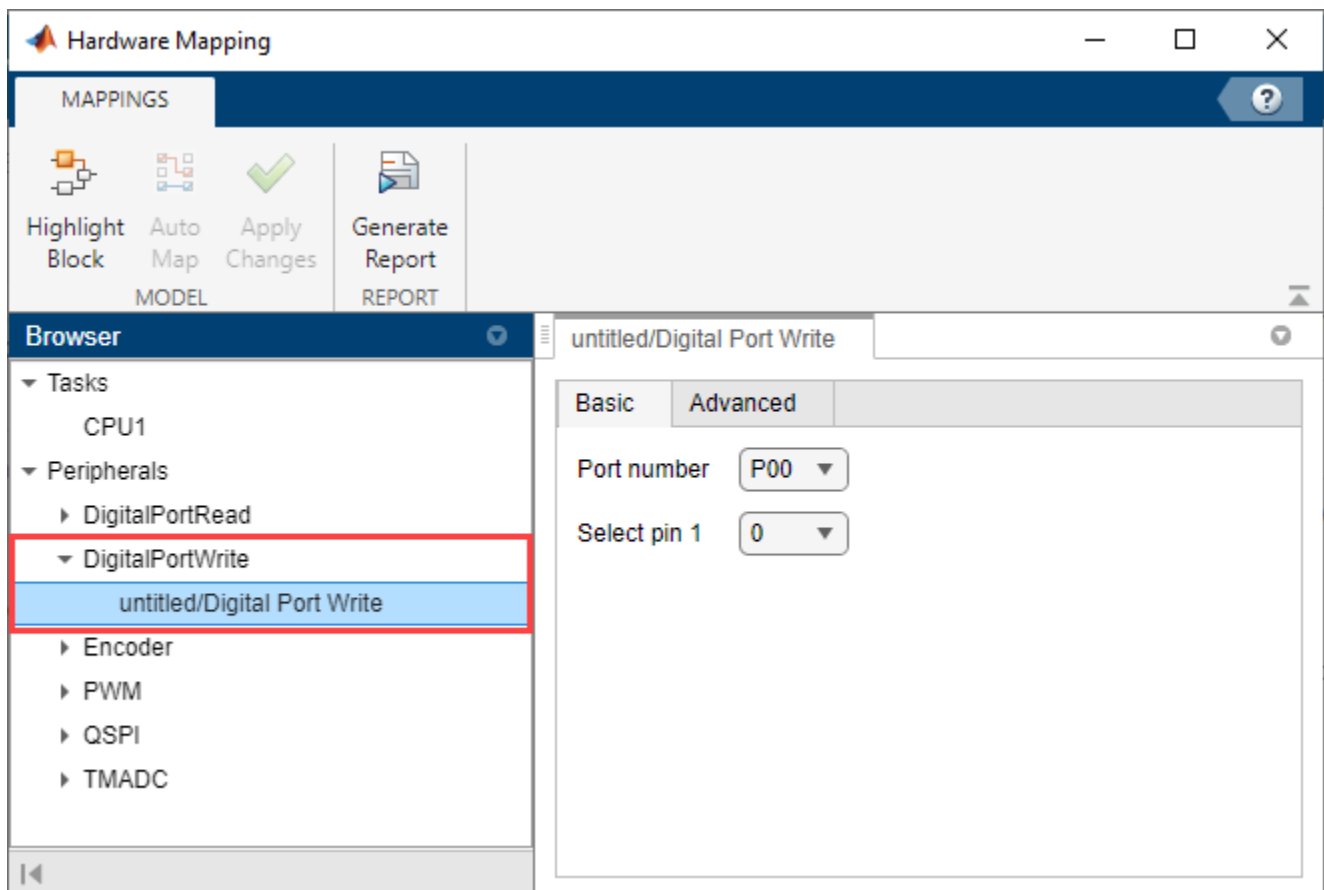 Hardware Mapping
MAPPINGS
?
Highlight Auto Apply Generate
Block Map Changes Report
MODEL REPORT
Browser
untitled/Digital Port Write
Tasks
CPU1
Peripherals
DigitalPortRead
DigitalPortWrite
untitled/Digital Port Write
Encoder
PWM
QSPI
TMADC
Basic Advanced
Port number P00
Select pin 1 0